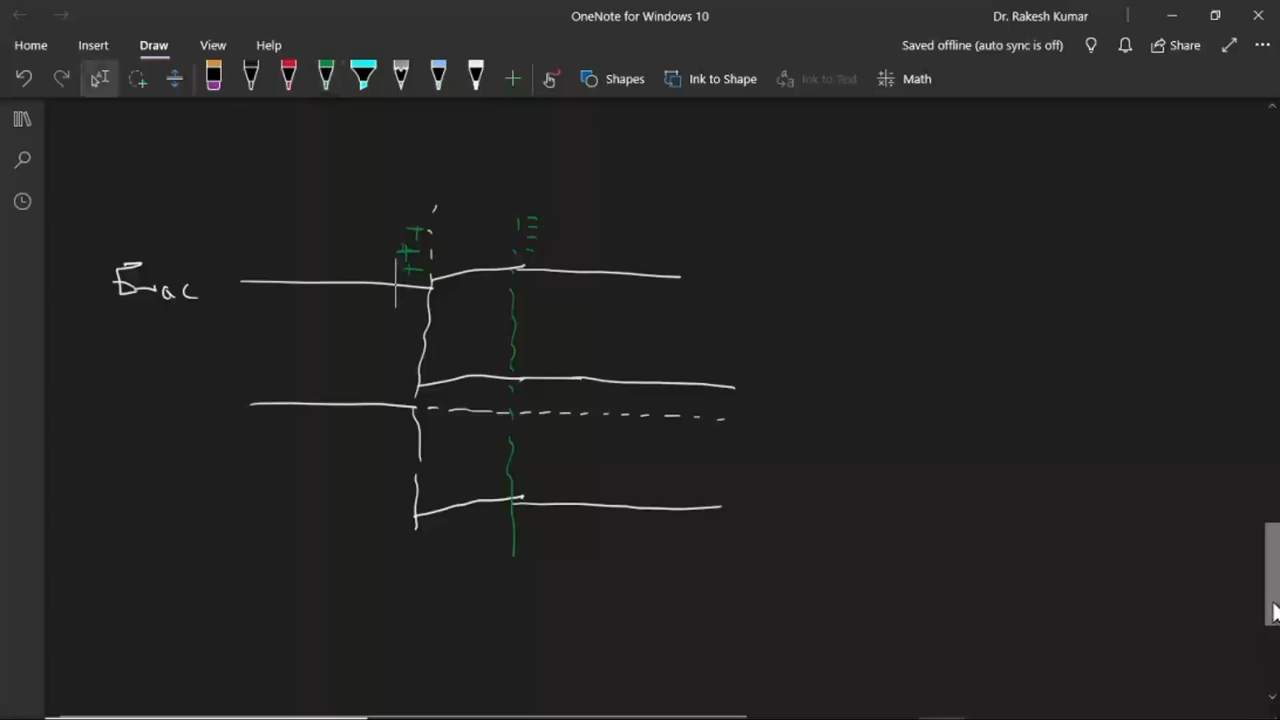 OneNote for Windows 10
Dr. Rakesh Kumar
Home Insert Draw View Help
Saved offline (auto sync is off)
Share
Shapes
Ink to Shape
Ink to Text
Math
Evac